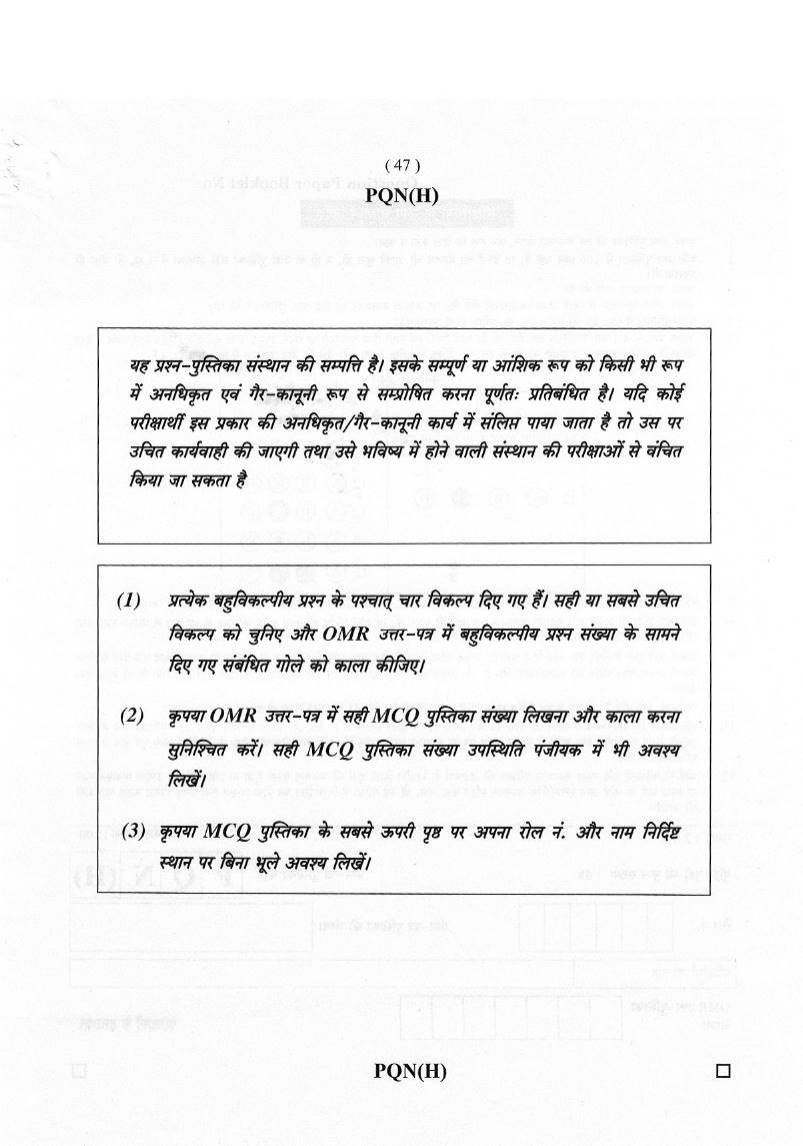 ( 47 )
PQN(H)
यह प्रश्न-पुस्तिका संस्थान की सम्पत्ति है। इसके सम्पूर्ण या आंशिक रूप को किसी भी रूप
में अनधिकृत एवं गैर-कानूनी रूप से सम्प्रोषित करना पूर्णतः प्रतिबंधित है। यदि कोई
परीक्षार्थी इस प्रकार की अनधिकृत/गैर-कानूनी कार्य में संलिप्त पाया जाता है तो उस पर
उचित कार्यवाही की जाएगी तथा उसे भविष्य में होने वाली संस्थान की परीक्षाओं से वंचित
किया जा सकता है
(1) प्रत्येक बहुविकल्पीय प्रश्न के पश्चात् चार विकल्प दिए गए हैं। सही या सबसे उचित
विकल्प को चुनिए और OMR उत्तर-पत्र में बहुविकल्पीय प्रश्न संख्या के सामने
दिए गए संबंधित गोले को काला कीजिए।
(2) कृपया OMR उत्तर-पत्र में सही MCQ पुस्तिका संख्या लिखना और काला करना
सुनिश्चित करें। सही MCQ पुस्तिका संख्या उपस्थिति पंजीयक में भी अवश्य
लिखें।
(3) कृपया MCQ पुस्तिका के सबसे ऊपरी पृष्ठ पर अपना रोल नं. और नाम निर्दिष्ट
स्थान पर बिना भूले अवश्य लिखें।
PQN(H)